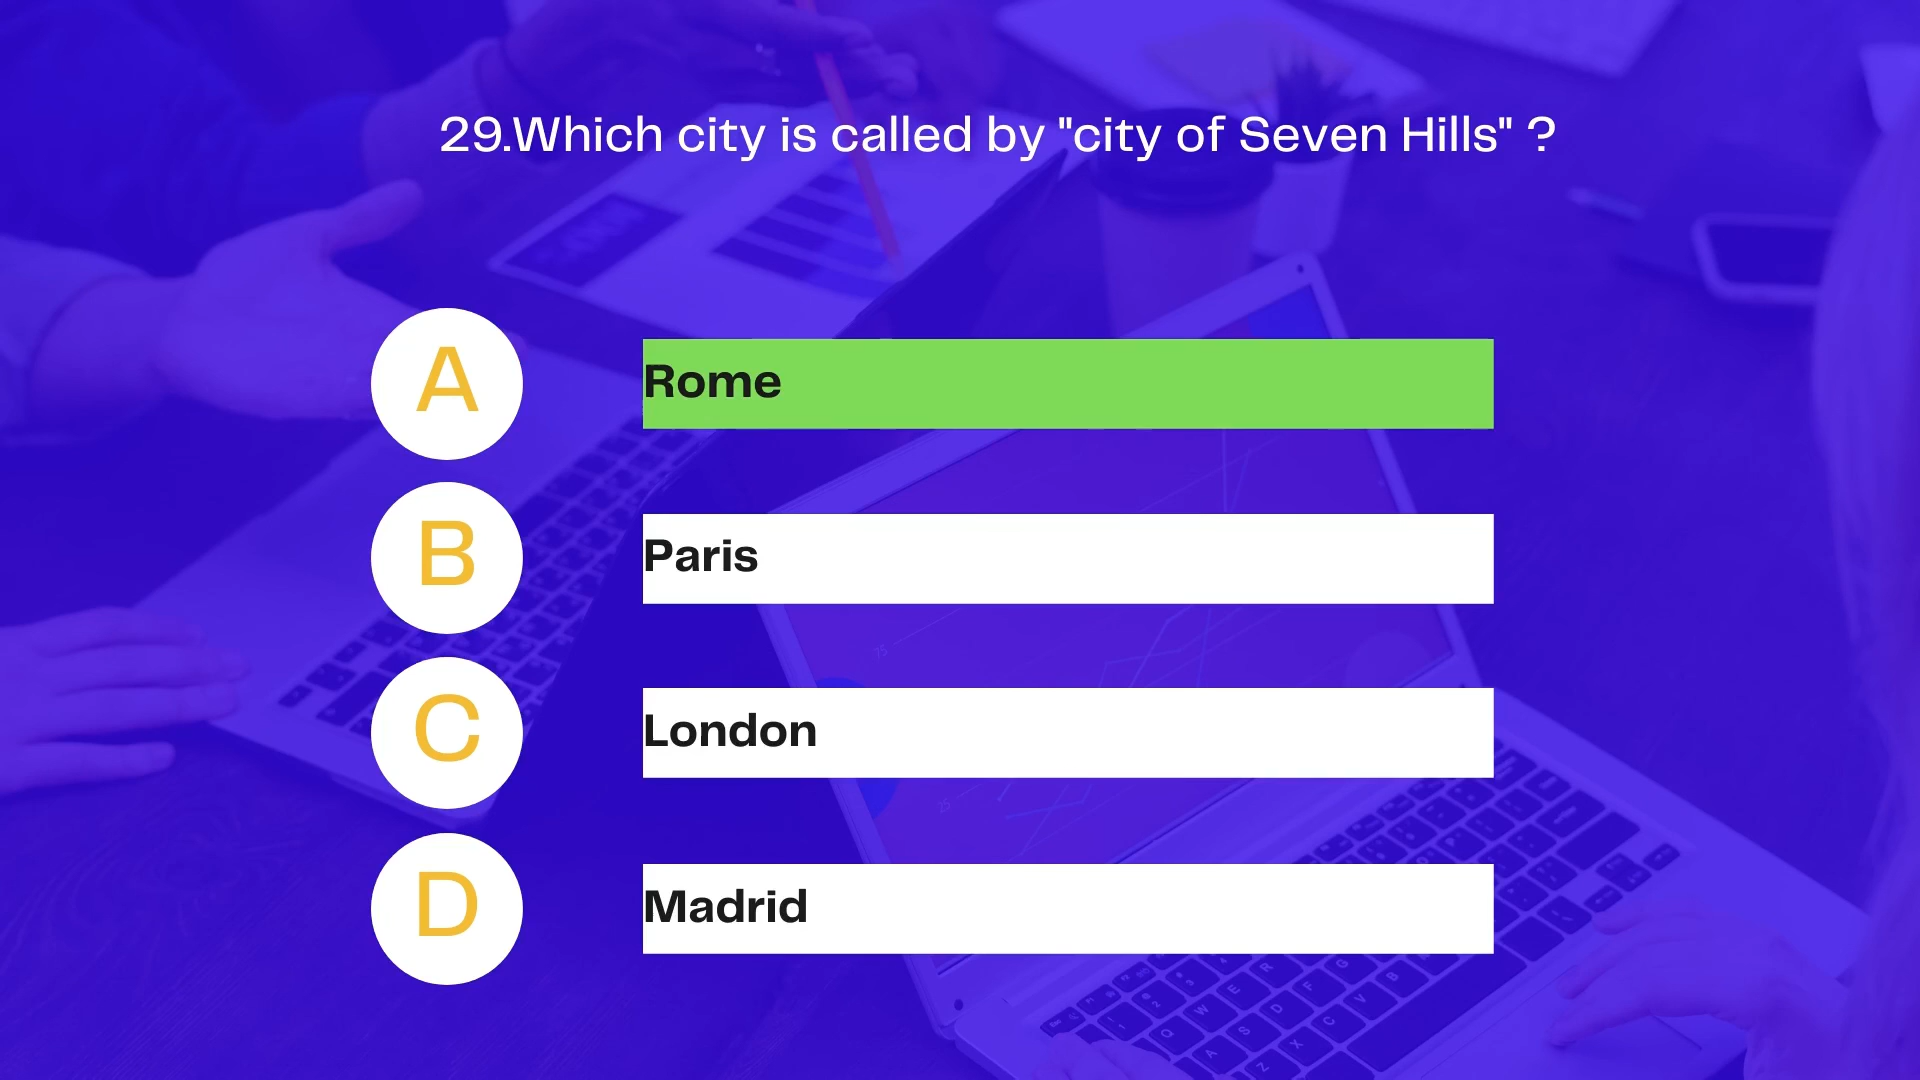 29.Which city is called by "city of Seven Hills" ?
A
Rome
B
Paris
C
London
D
Madrid